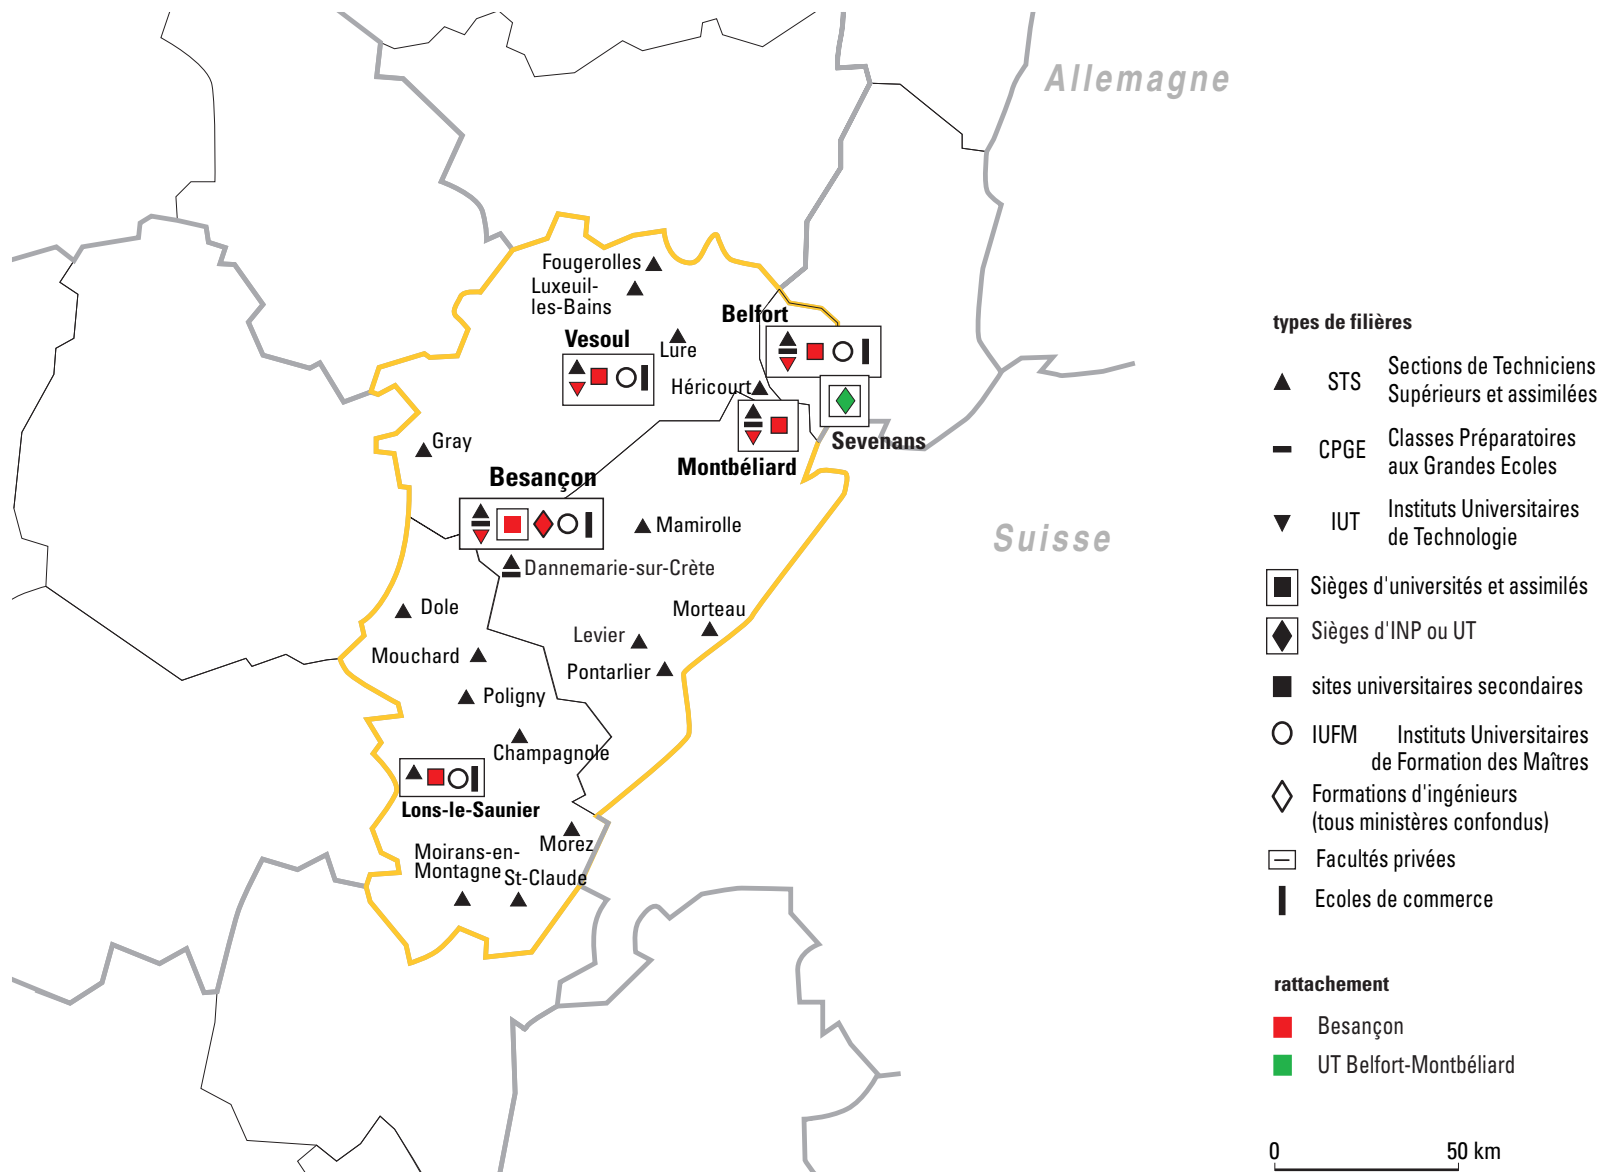 Allemagne
Fougerolles
Luxeuil-
les-Bains
Belfort
Vesoul
Lure
Héricourt
Sevenans
Gray
Montbéliard
Besançon
Mamirolle
Suisse
Dannemarie-sur-Crète
Dole
Morteau
Levier
Mouchard
Pontarlier
Poligny
Champagnole
Lons-le-Saunier
Morez
Moirans-en-
Montagne
St-Claude
types de filières
STS
Sections de Techniciens
Supérieurs et assimilées
CPGE
Classes Préparatoires
aux Grandes Ecoles
IUT
Instituts Universitaires
de Technologie
Sièges d'universités et assimilés
Sièges d'INP ou UT
sites universitaires secondaires
IUFM Instituts Universitaires
de Formation des Maîtres
Formations d'ingénieurs
(tous ministères confondus)
Facultés privées
Ecoles de commerce
rattachement
Besançon
UT Belfort-Montbéliard
0 50 km